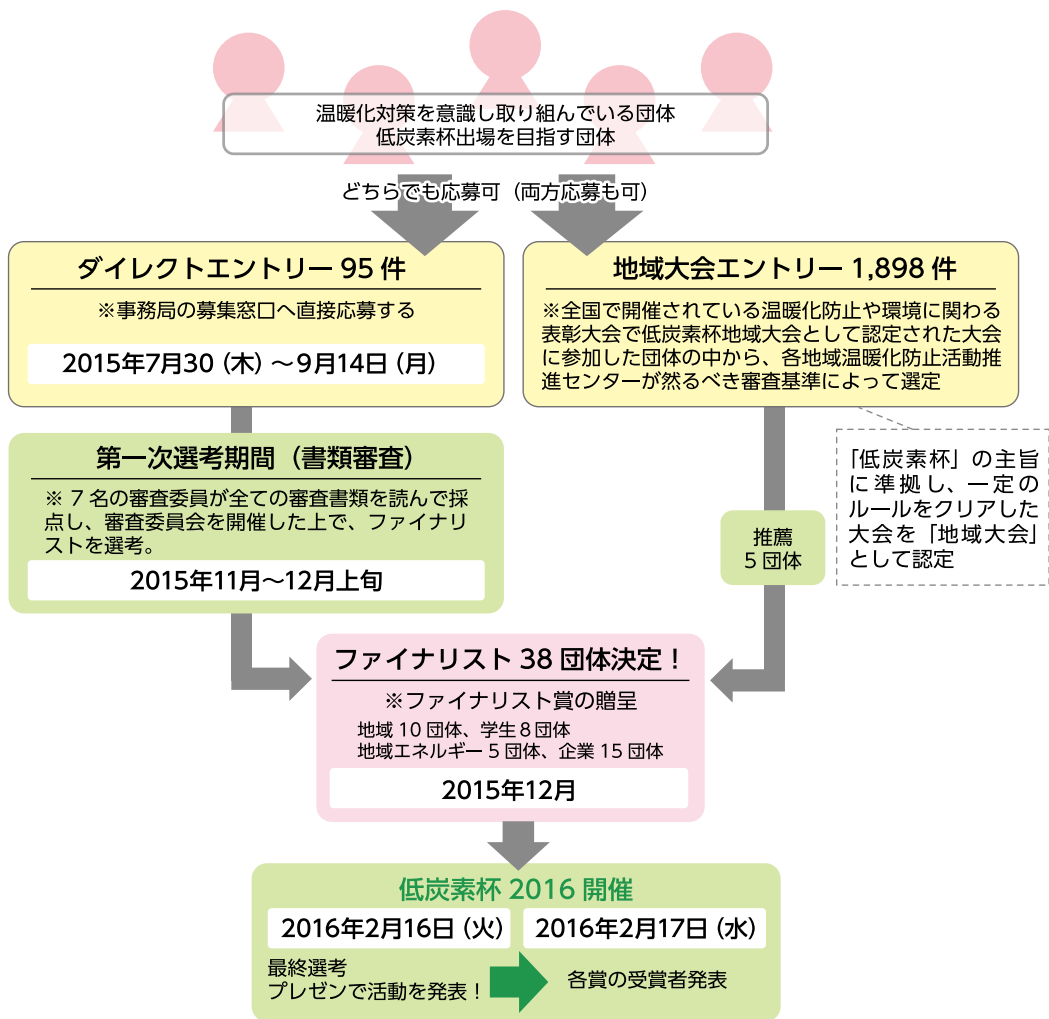 温暖化対策を意識し取り組んでいる団体
低炭素杯出場を目指す団体
どちらでも応募可（両方応募も可）
ダイレクトエントリー 95 件
※事務局の募集窓口へ直接応募する
2015年7月30（木）～9月14日（月）
地域大会エントリー 1,898 件
※全国で開催されている温暖化防止や環境に関わる
表彰大会で低炭素杯地域大会として認定された大会
に参加した団体の中から、各地域温暖化防止活動推
進センターが然るべき審査基準によって選定
第一次選考期間（書類審査）
※ 7 名の審査委員が全ての審査書類を読んで採
点し、審査委員会を開催した上で、ファイナリ
ストを選考。
2015年11月～12月上旬
推薦
5 団体
「低炭素杯」の主旨
に準拠し、一定の
ルールをクリアした
大会を「地域大会」
として認定
ファイナリスト 38 団体決定！
※ファイナリスト賞の贈呈
地域 10 団体、学生 8 団体
地域エネルギー 5 団体、企業 15 団体
2015年12月
低炭素杯 2016 開催
2016年2月16日（火）
2016年2月17日（水）
最終選考
プレゼンで活動を発表！
各賞の受賞者発表